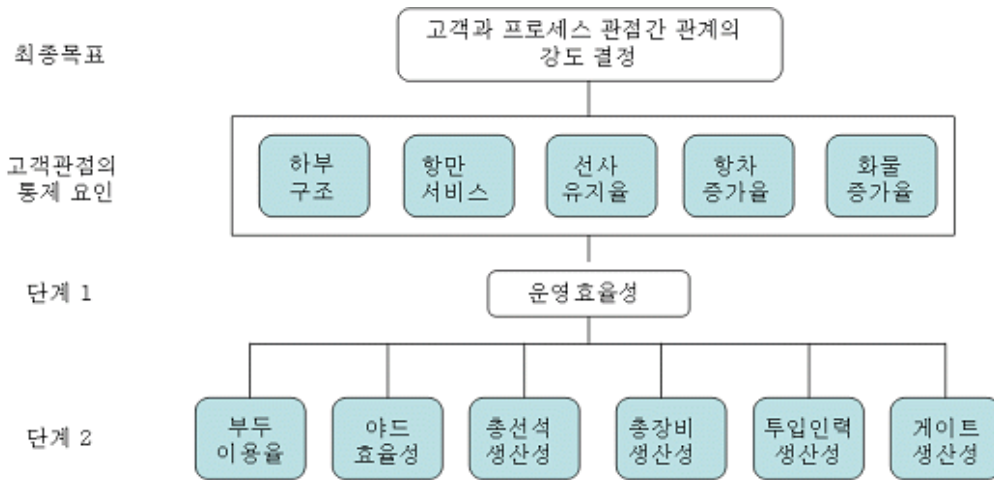 최종목표
고객과 프로세스 관점간 관계의
강도 결정
고객관점의
통제 요인
하부
구조
항만
서비스
선사
유지율
항차
증가율
화물
증가율
단계 1
운영효율성
단계 2
부두
이용율
야드
효율성
총선석
생산성
총장비
생산성
투입인력
생산성
게이트
생산성